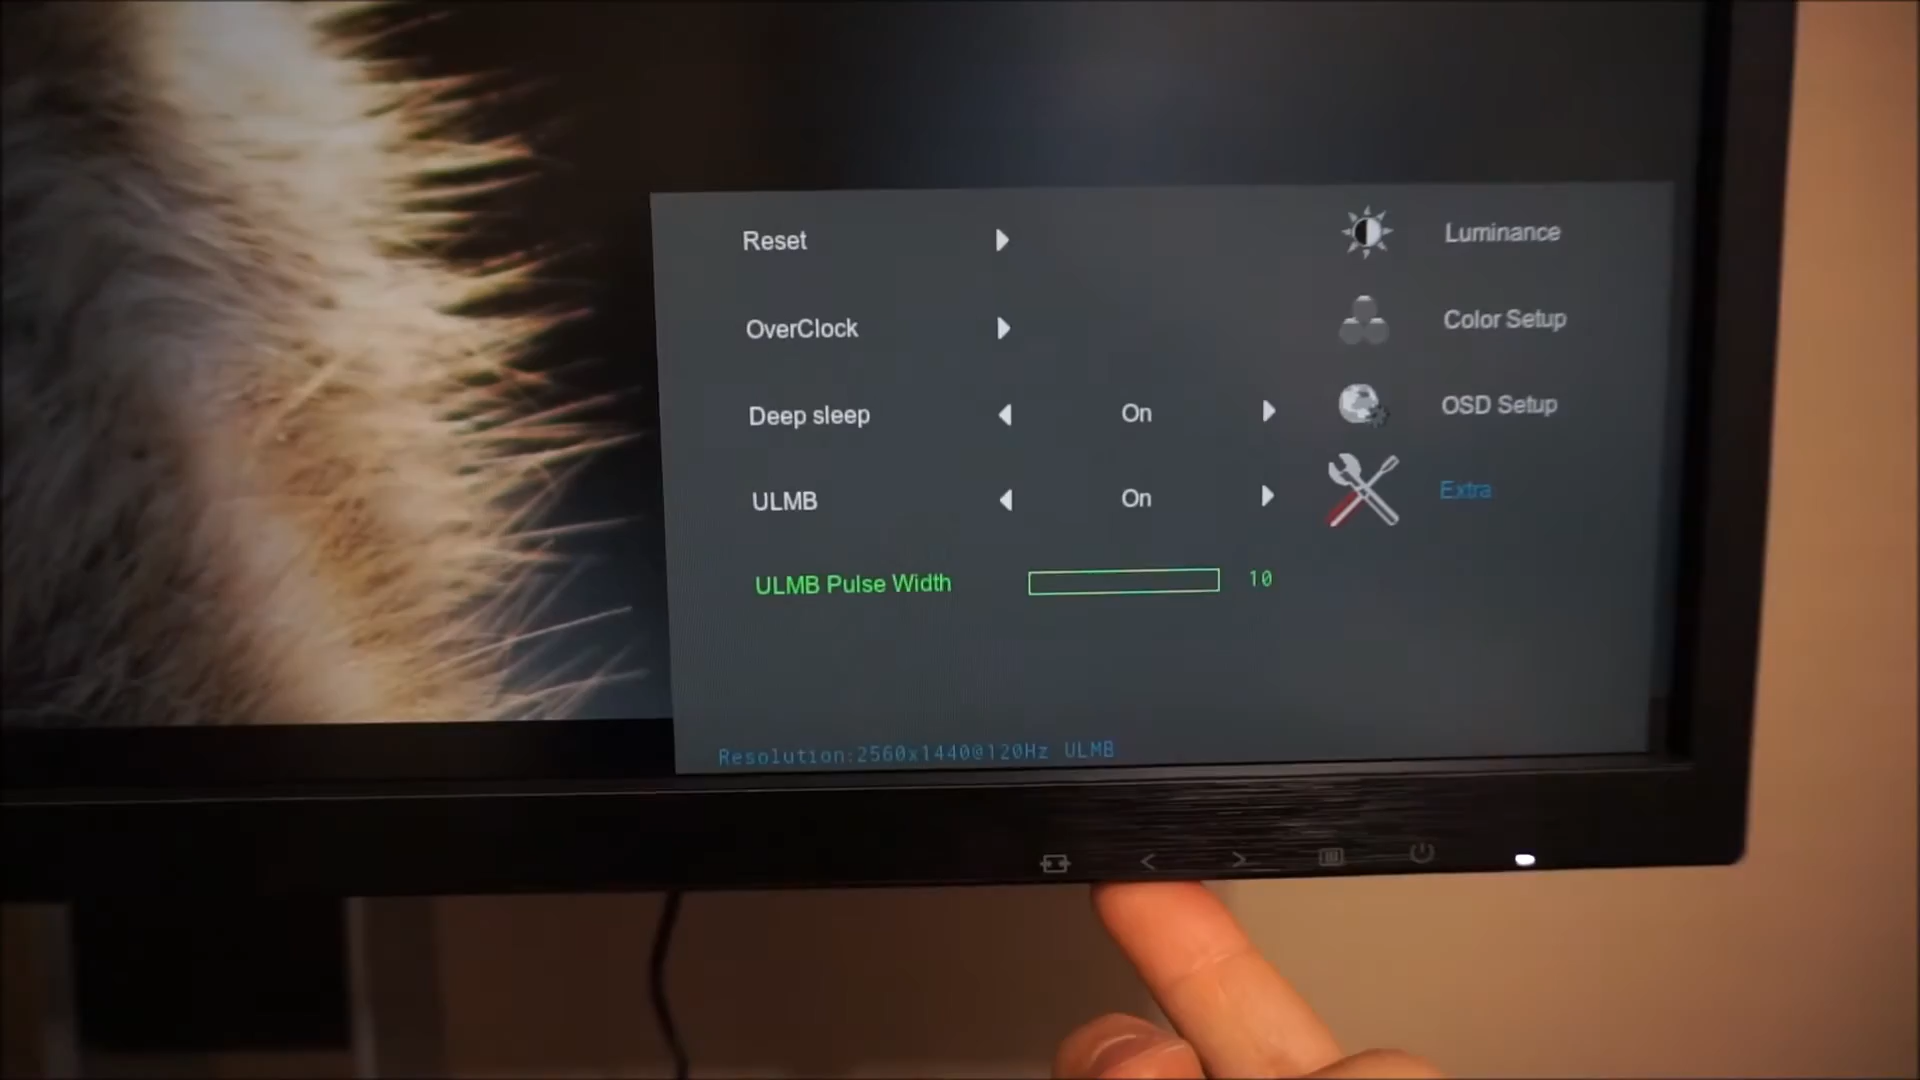 Reset
Luminance
OverClock
Color Setup
Deep sleep On
OSD Setup
ULMB On
Extra
ULMB Pulse Width 10
Resolution:2560x1440@120Hz ULMB